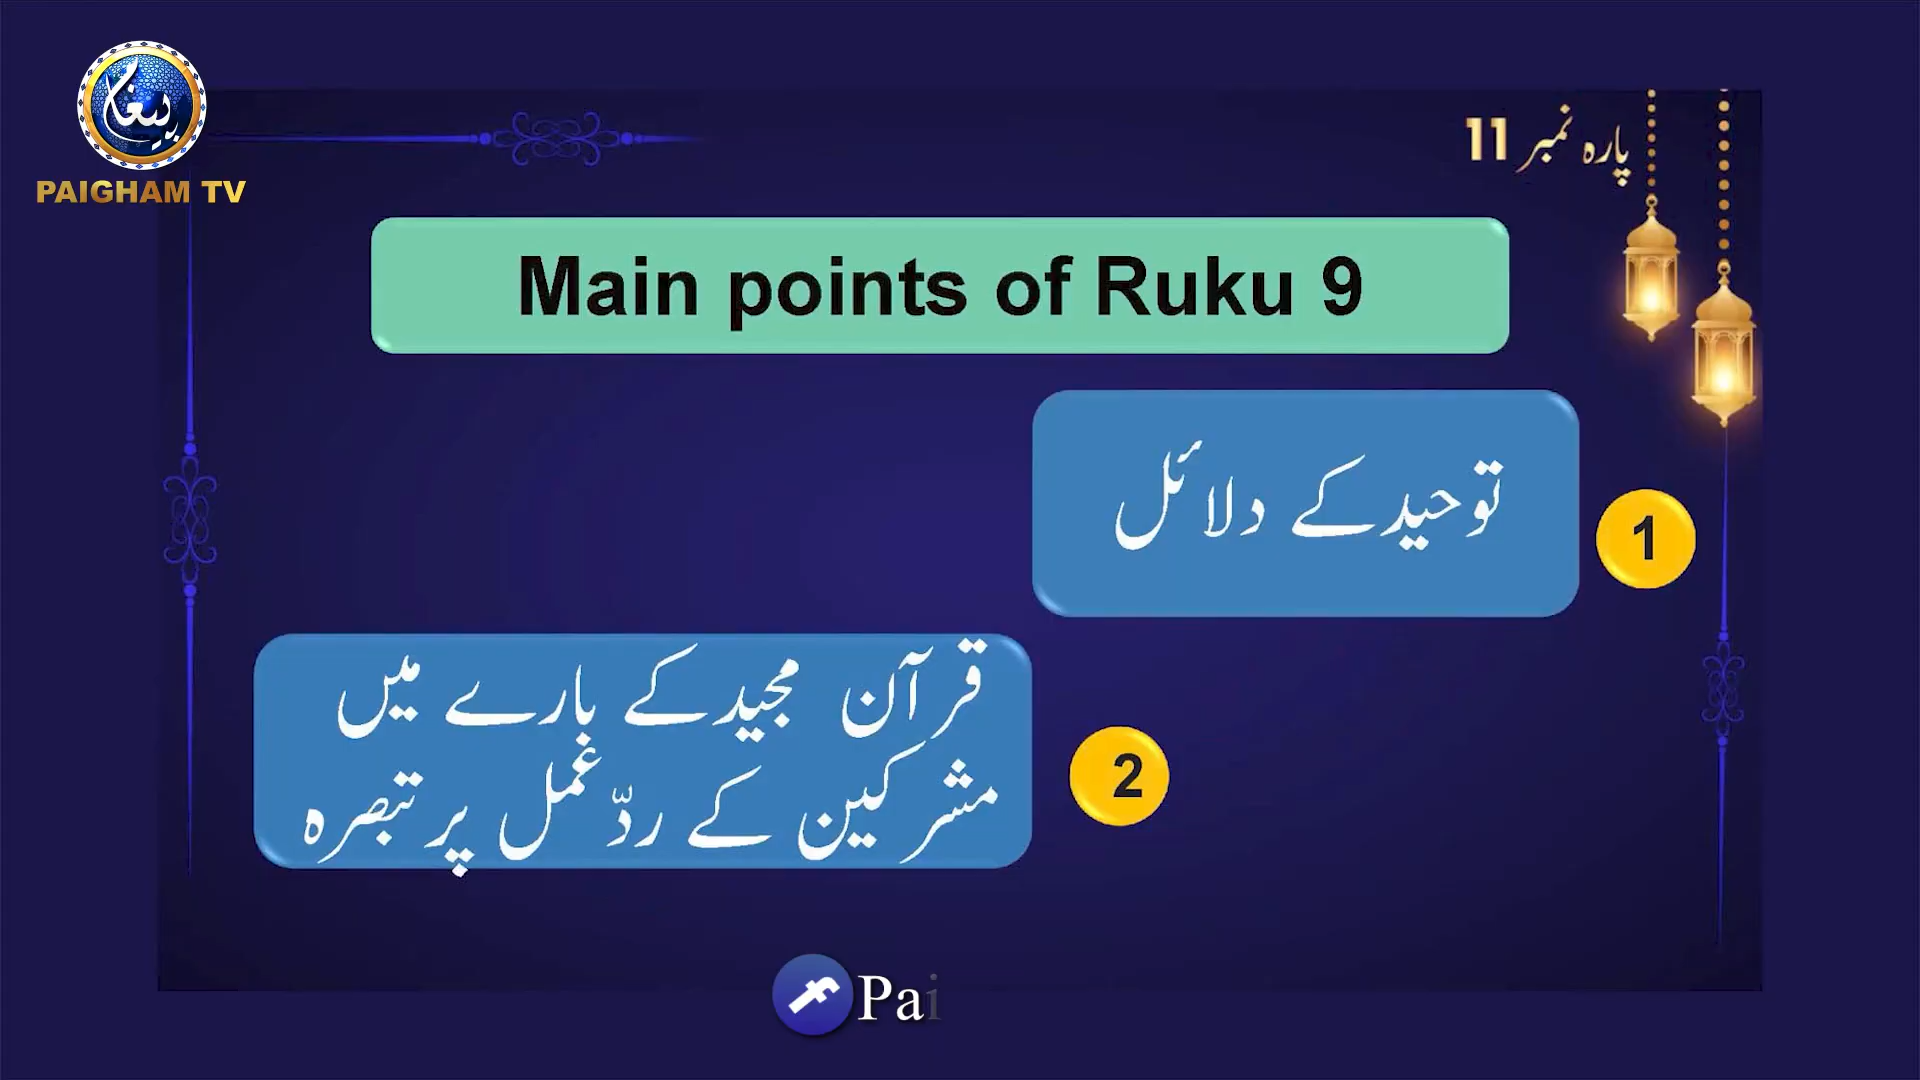 پیغام
PAIGHAM TV
پارہ نمبر 11
Main points of Ruku 9
توحید کے دلائل
1
قرآن مجید کے بارے میں
مشرکین کے ردّعمل پر تبصرہ
2
Pai